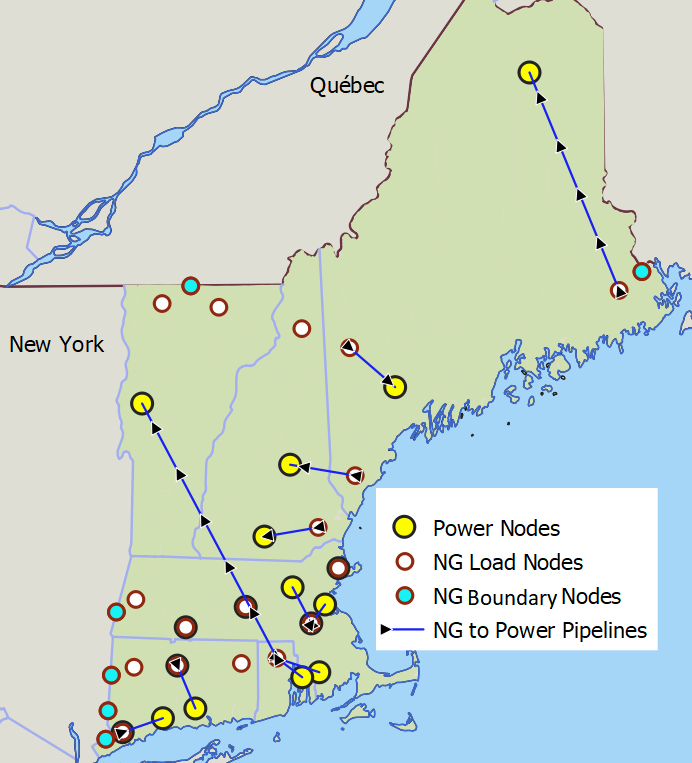 Québec
New York
Power Nodes
NG Load Nodes
NG Boundary Nodes
NG to Power Pipelines